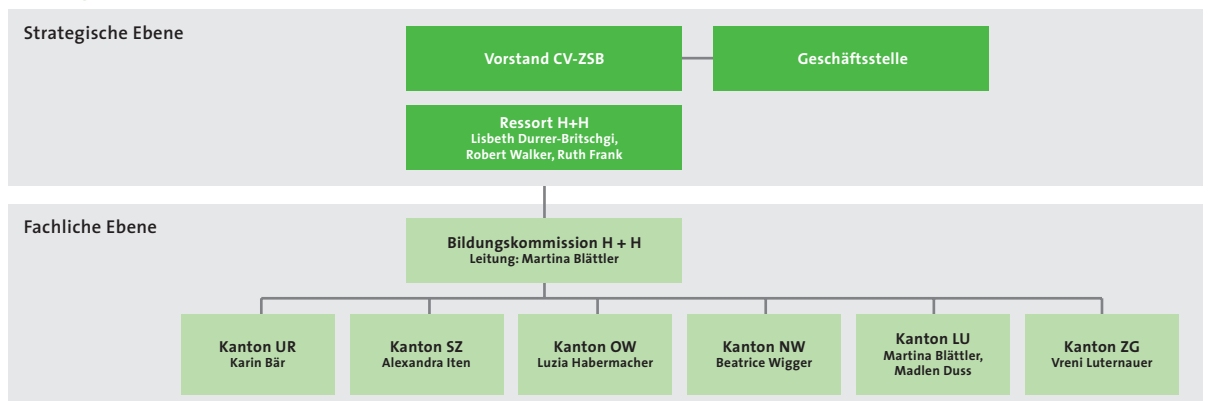 Strategische Ebene
Vorstand CV-ZSB
Geschäftsstelle
Ressort H+H
Lisbeth Durrer-Britschgi,
Robert Walker, Ruth Frank
Fachliche Ebene
Bildungskommission H + H
Leitung: Martina Blättler
Kanton UR
Karin Bär
Kanton SZ
Alexandra Iten
Kanton OW
Luzia Habermacher
Kanton NW
Beatrice Wigger
Kanton LU
Martina Blättler,
Madlen Duss
Kanton ZG
Vreni Luternauer